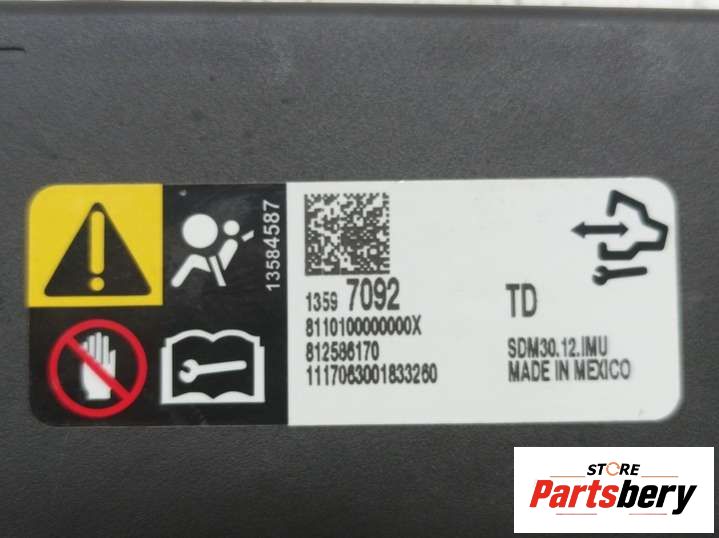 13584587
1359 7092 TD
8110100000000X
812586170
1117063001833260
SDM30.12.IMU
MADE IN MEXICO
STORE
Partsbery